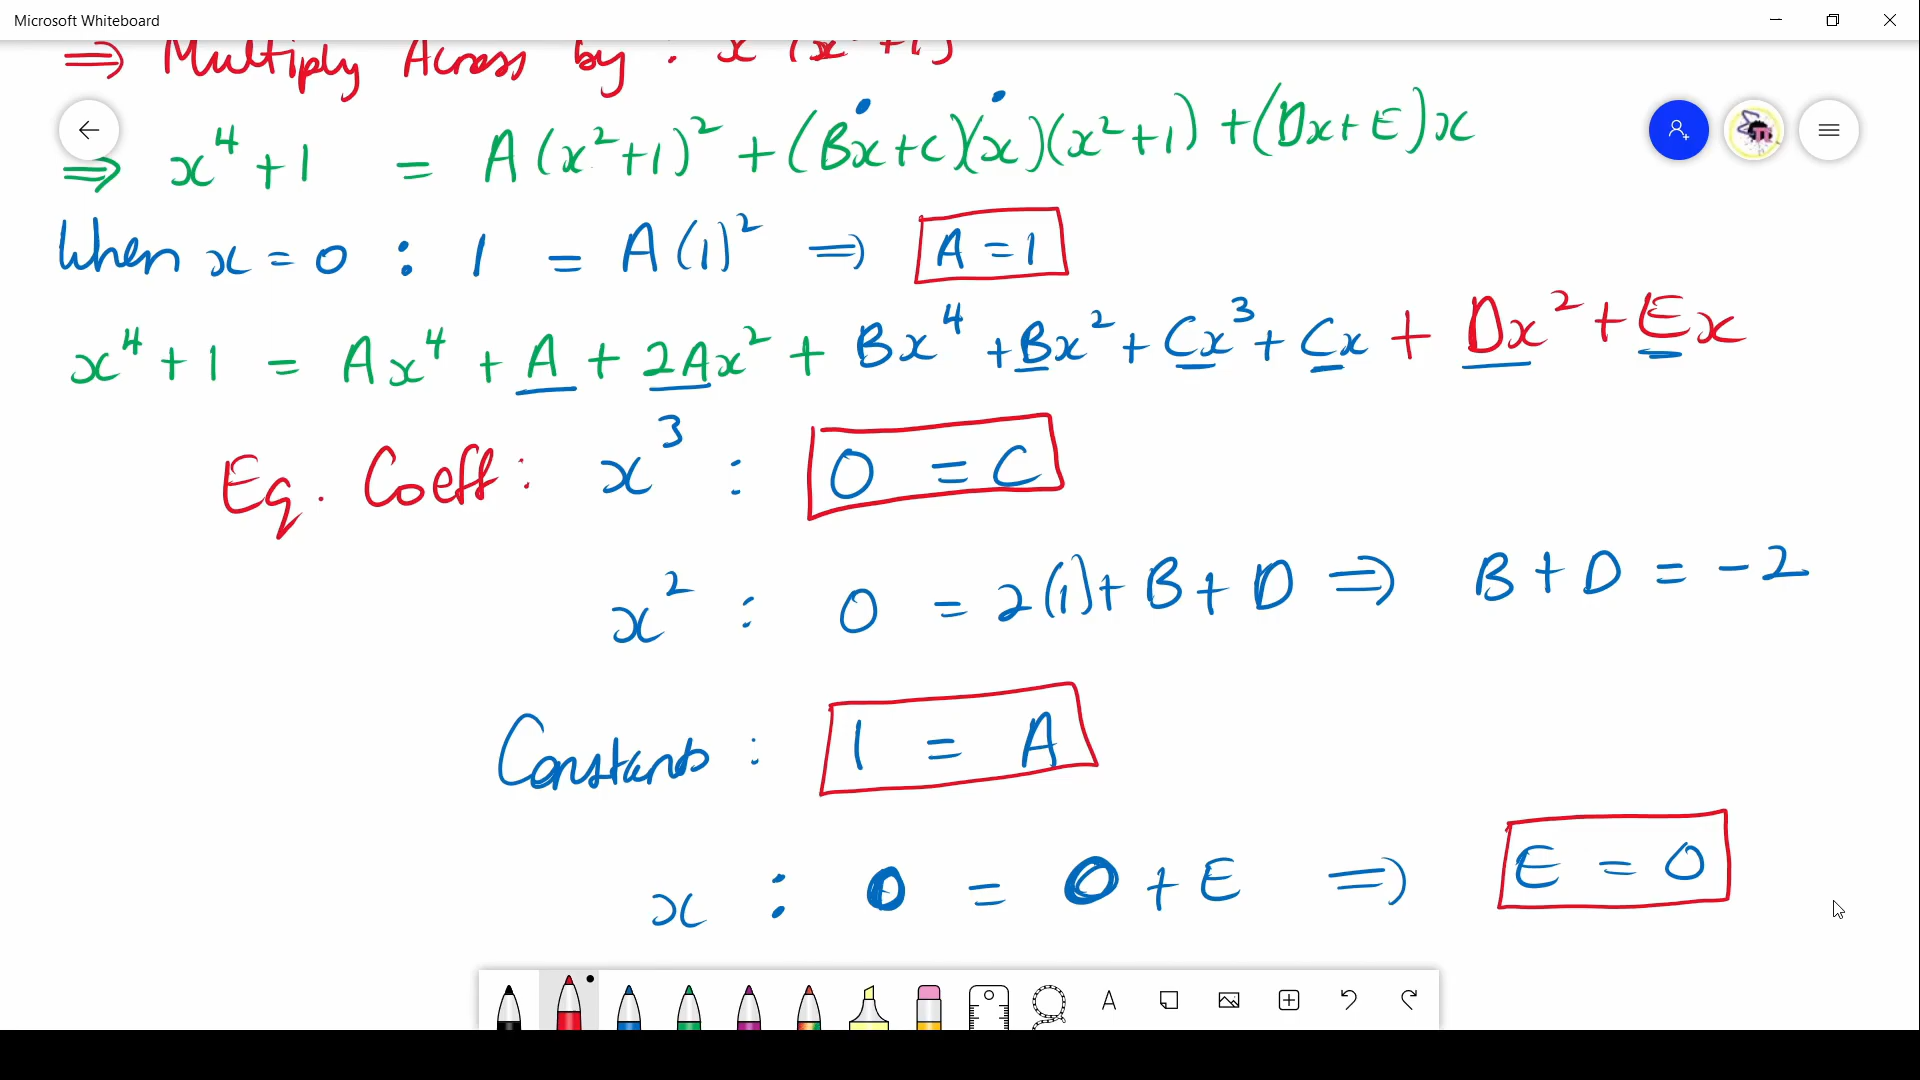 Microsoft Whiteboard
⇒ Multiply Across by : x (x² + 1)
⇒ x⁴ + 1 = A(x²+1)² + (Bx+C)(x)(x²+1) + (Dx+E)x
When x = 0 : 1 = A(1)² ⇒ A = 1
x⁴ + 1 = Ax⁴ + A + 2Ax² + Bx⁴ + Bx² + Cx³ + Cx + Dx² + Ex
Eq. Coeff : x³ : 0 = C
x² : 0 = 2(1) + B + D ⇒ B + D = -2
Constants : 1 = A
x : 0 = 0 + E ⇒ E = 0